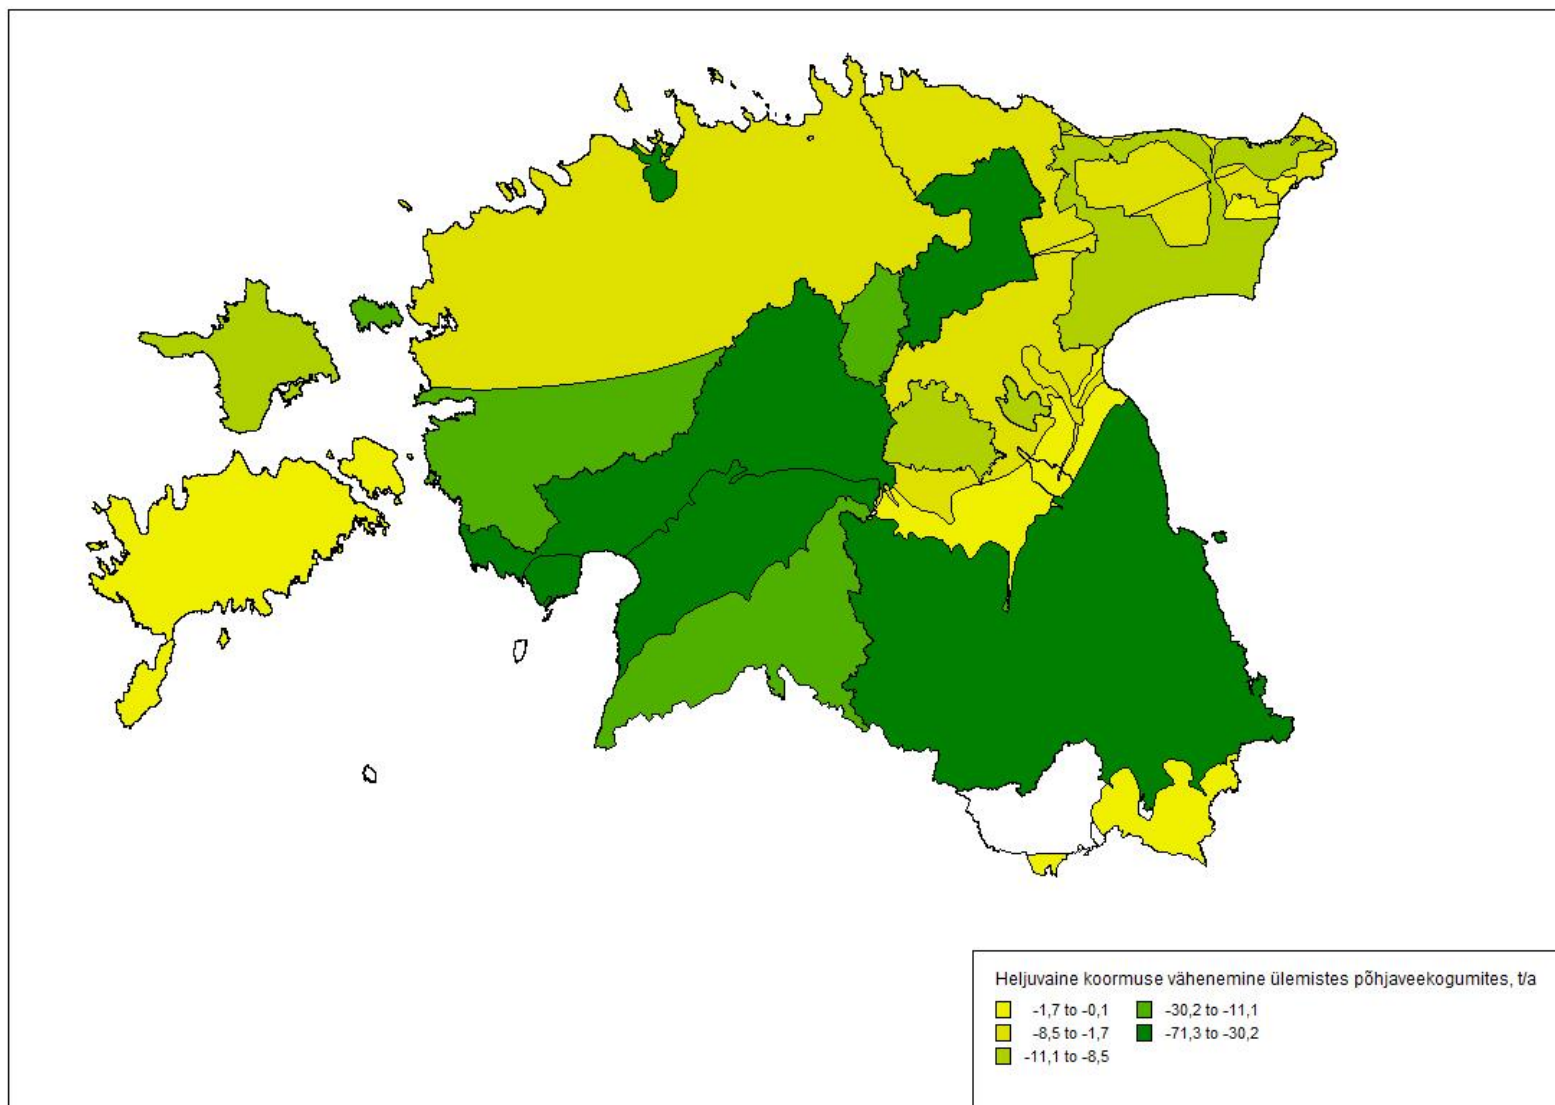 Heljuvaine koormuse vähenemine ülemistes põhjaveekogumites, t/a
-1,7 to -0,1
-8,5 to -1,7
-11,1 to -8,5
-30,2 to -11,1
-71,3 to -30,2